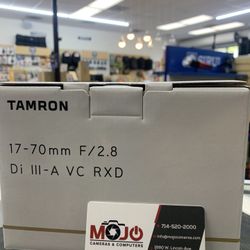 TAMRON
17-70mm F/2.8
Di III-A VC RXD
MOJO
CAMERAS & COMPUTERS
714-520-2000